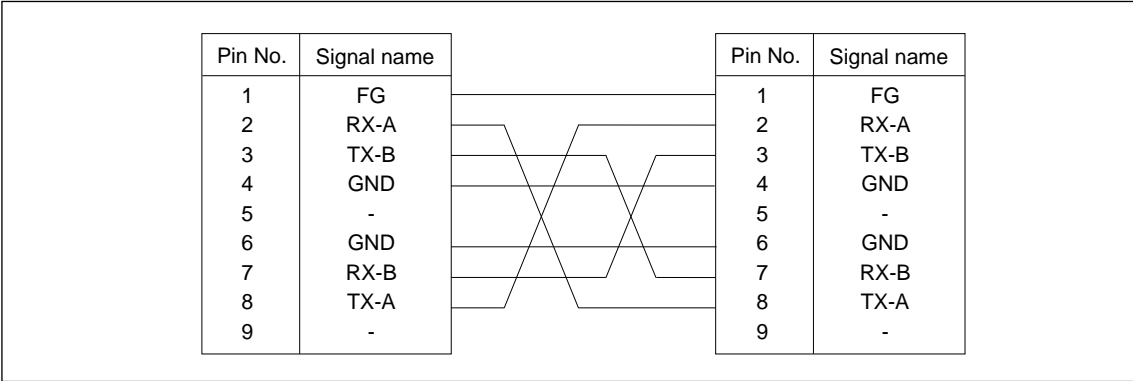 Pin No. Signal name Pin No. Signal name
1 FG 1 FG
2 RX-A 2 RX-A
3 TX-B 3 TX-B
4 GND 4 GND
5 - 5 -
6 GND 6 GND
7 RX-B 7 RX-B
8 TX-A 8 TX-A
9 - 9 -